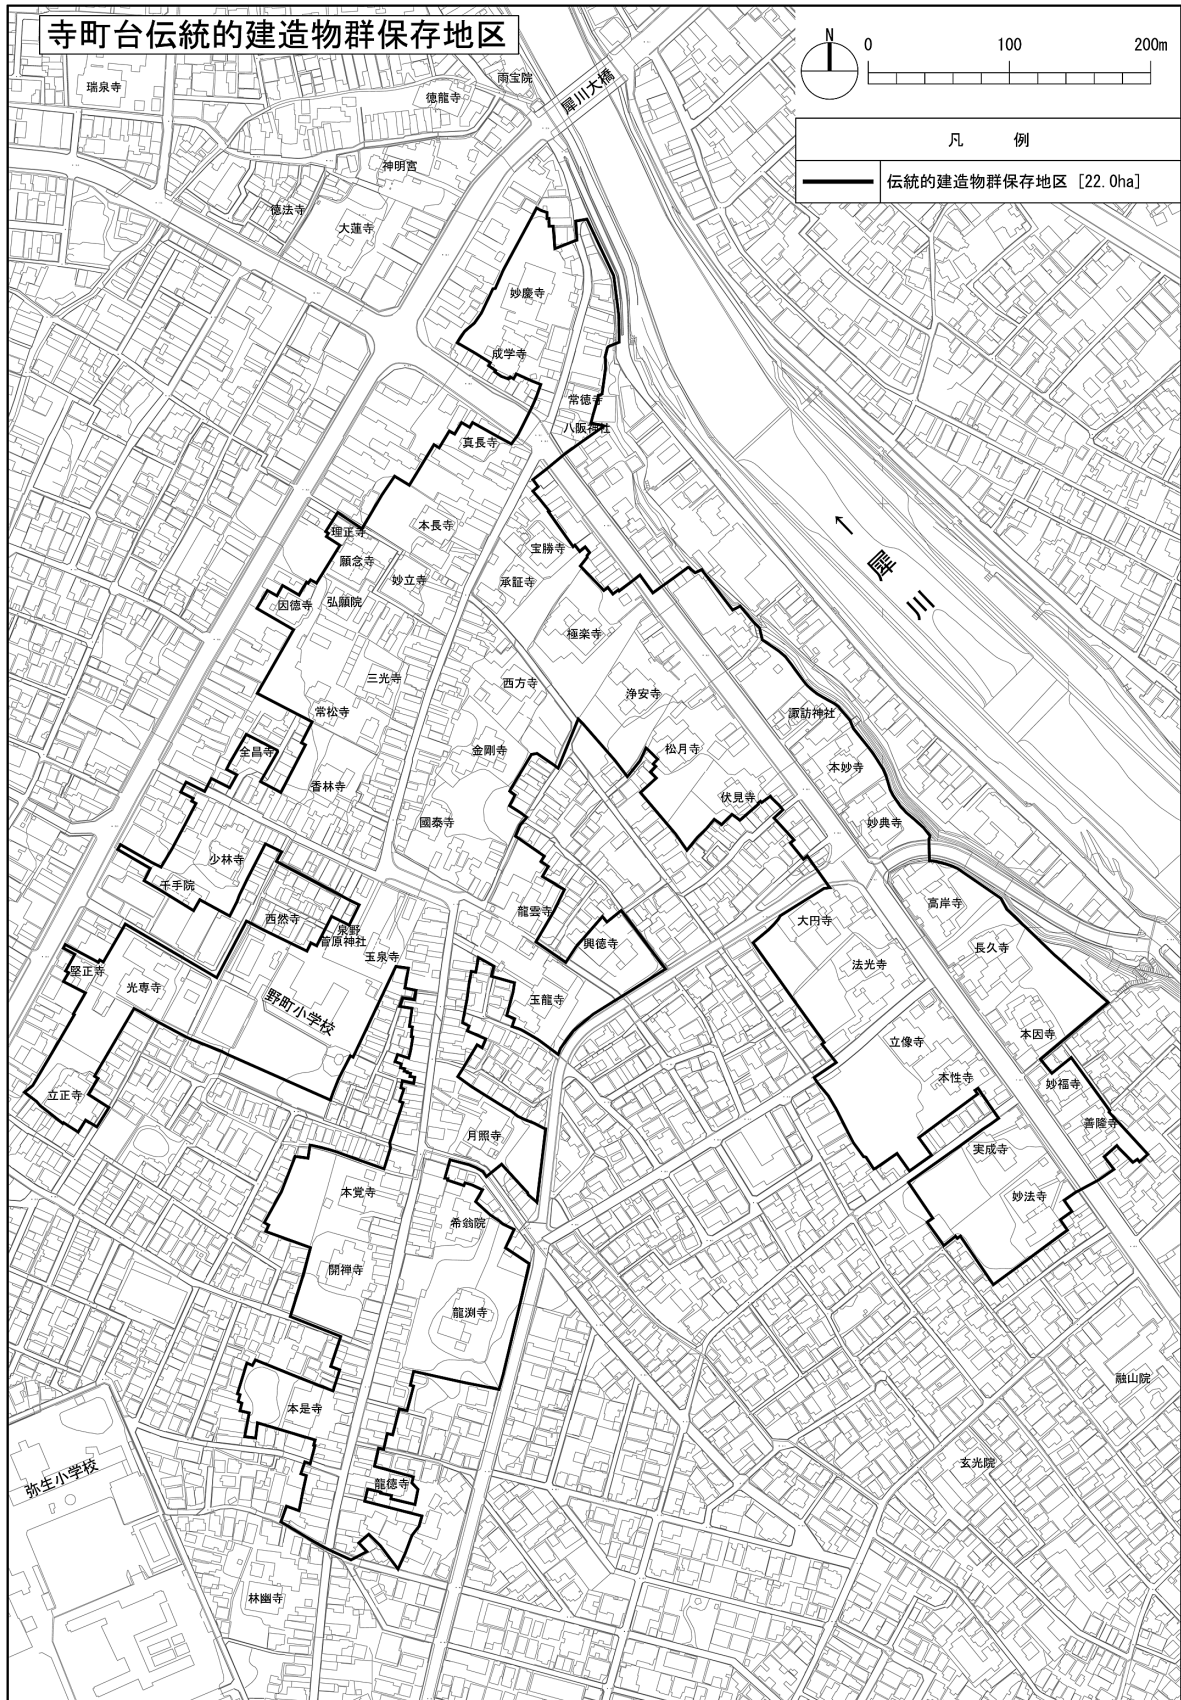 寺町台伝統的建造物群保存地区
N
0 100 200m
凡 例
伝統的建造物群保存地区 [22.0ha]
雨宝院
犀川大橋
瑞泉寺
徳龍寺
神明宮
徳法寺
大蓮寺
妙慶寺
成学寺
常徳寺
八阪神社
真長寺
本長寺
理正寺
宝勝寺
願念寺
妙立寺
承証寺
因徳寺
弘願院
極楽寺
↑
犀川
三光寺
西方寺
浄安寺
常松寺
諏訪神社
全昌寺
金剛寺
松月寺
本妙寺
香林寺
伏見寺
國泰寺
妙典寺
少林寺
千手院
西然寺
龍雲寺
高岸寺
大円寺
泉野
菅原神社
興徳寺
長久寺
玉泉寺
法光寺
堅正寺
光専寺
玉龍寺
野町小学校
本因寺
立像寺
本性寺
妙福寺
立正寺
善隆寺
月照寺
実成寺
本覚寺
妙法寺
希翁院
開禅寺
龍渕寺
融山院
本是寺
弥生小学校
玄光院
龍徳寺
林幽寺